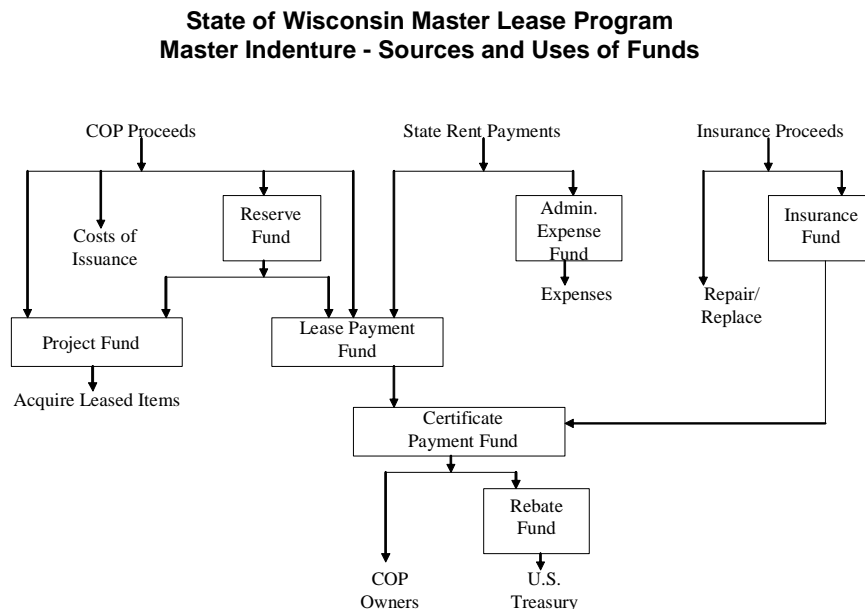 State of Wisconsin Master Lease Program
Master Indenture - Sources and Uses of Funds
COP Proceeds
State Rent Payments
Insurance Proceeds
Costs of
Issuance
Reserve
Fund
Admin.
Expense
Fund
Insurance
Fund
Expenses
Repair/
Replace
Project Fund
Lease Payment
Fund
Acquire Leased Items
Certificate
Payment Fund
Rebate
Fund
COP
Owners
U.S.
Treasury